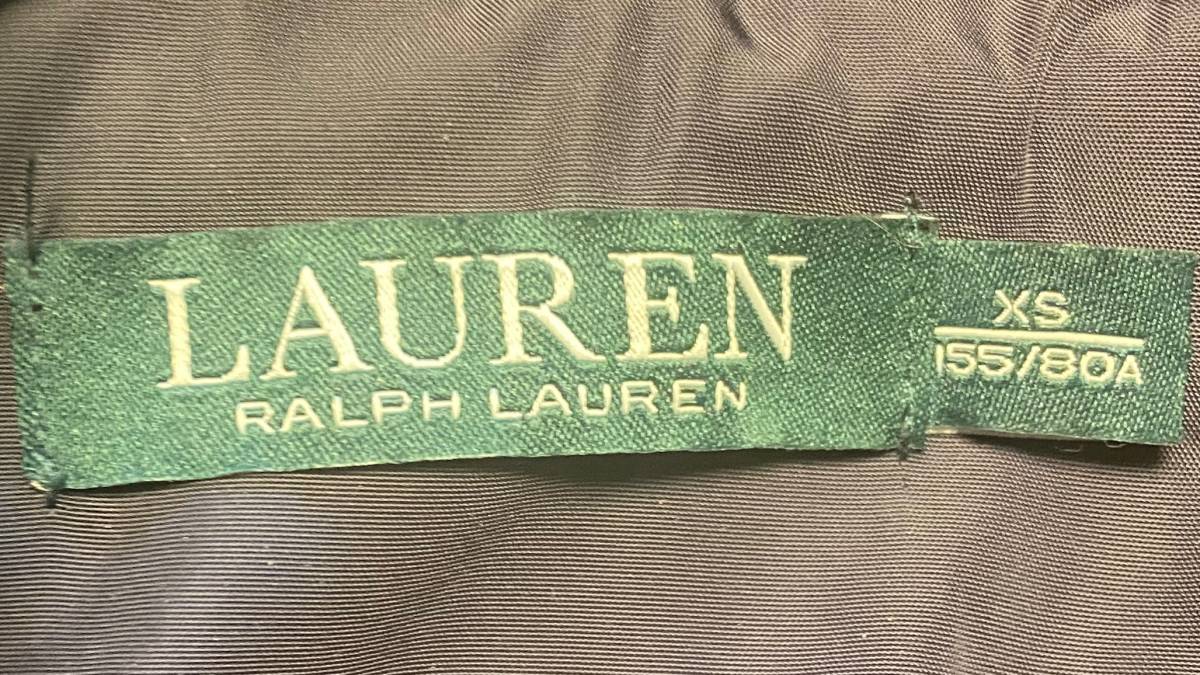 LAUREN
RALPH LAUREN
XS
155/80A